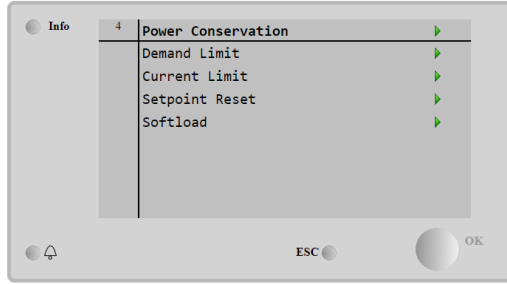 Info
4 Power Conservation
Demand Limit
Current Limit
Setpoint Reset
Softload
ESC OK